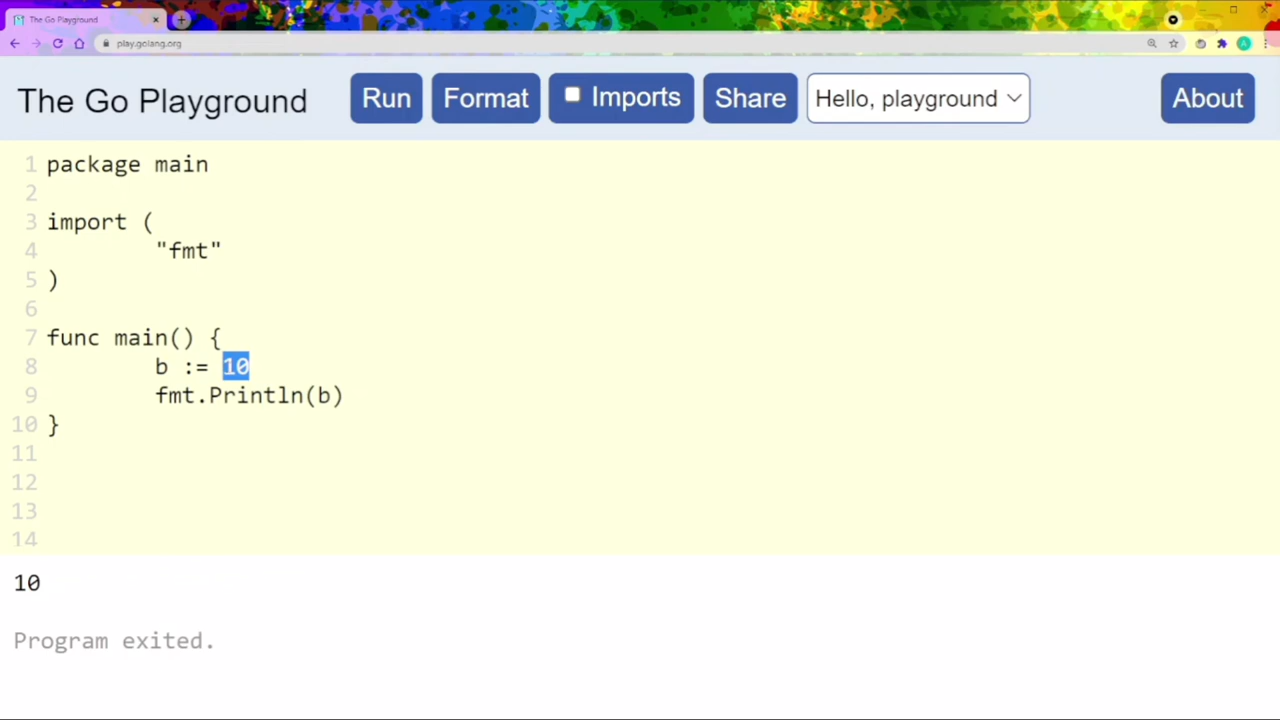 The Go Playground
play.golang.org
The Go Playground Run Format Imports Share Hello, playground About
1 package main
2
3 import (
4 "fmt"
5 )
6
7 func main() {
8 b := 10
9 fmt.Println(b)
10 }
11
12
13
14
10
Program exited.